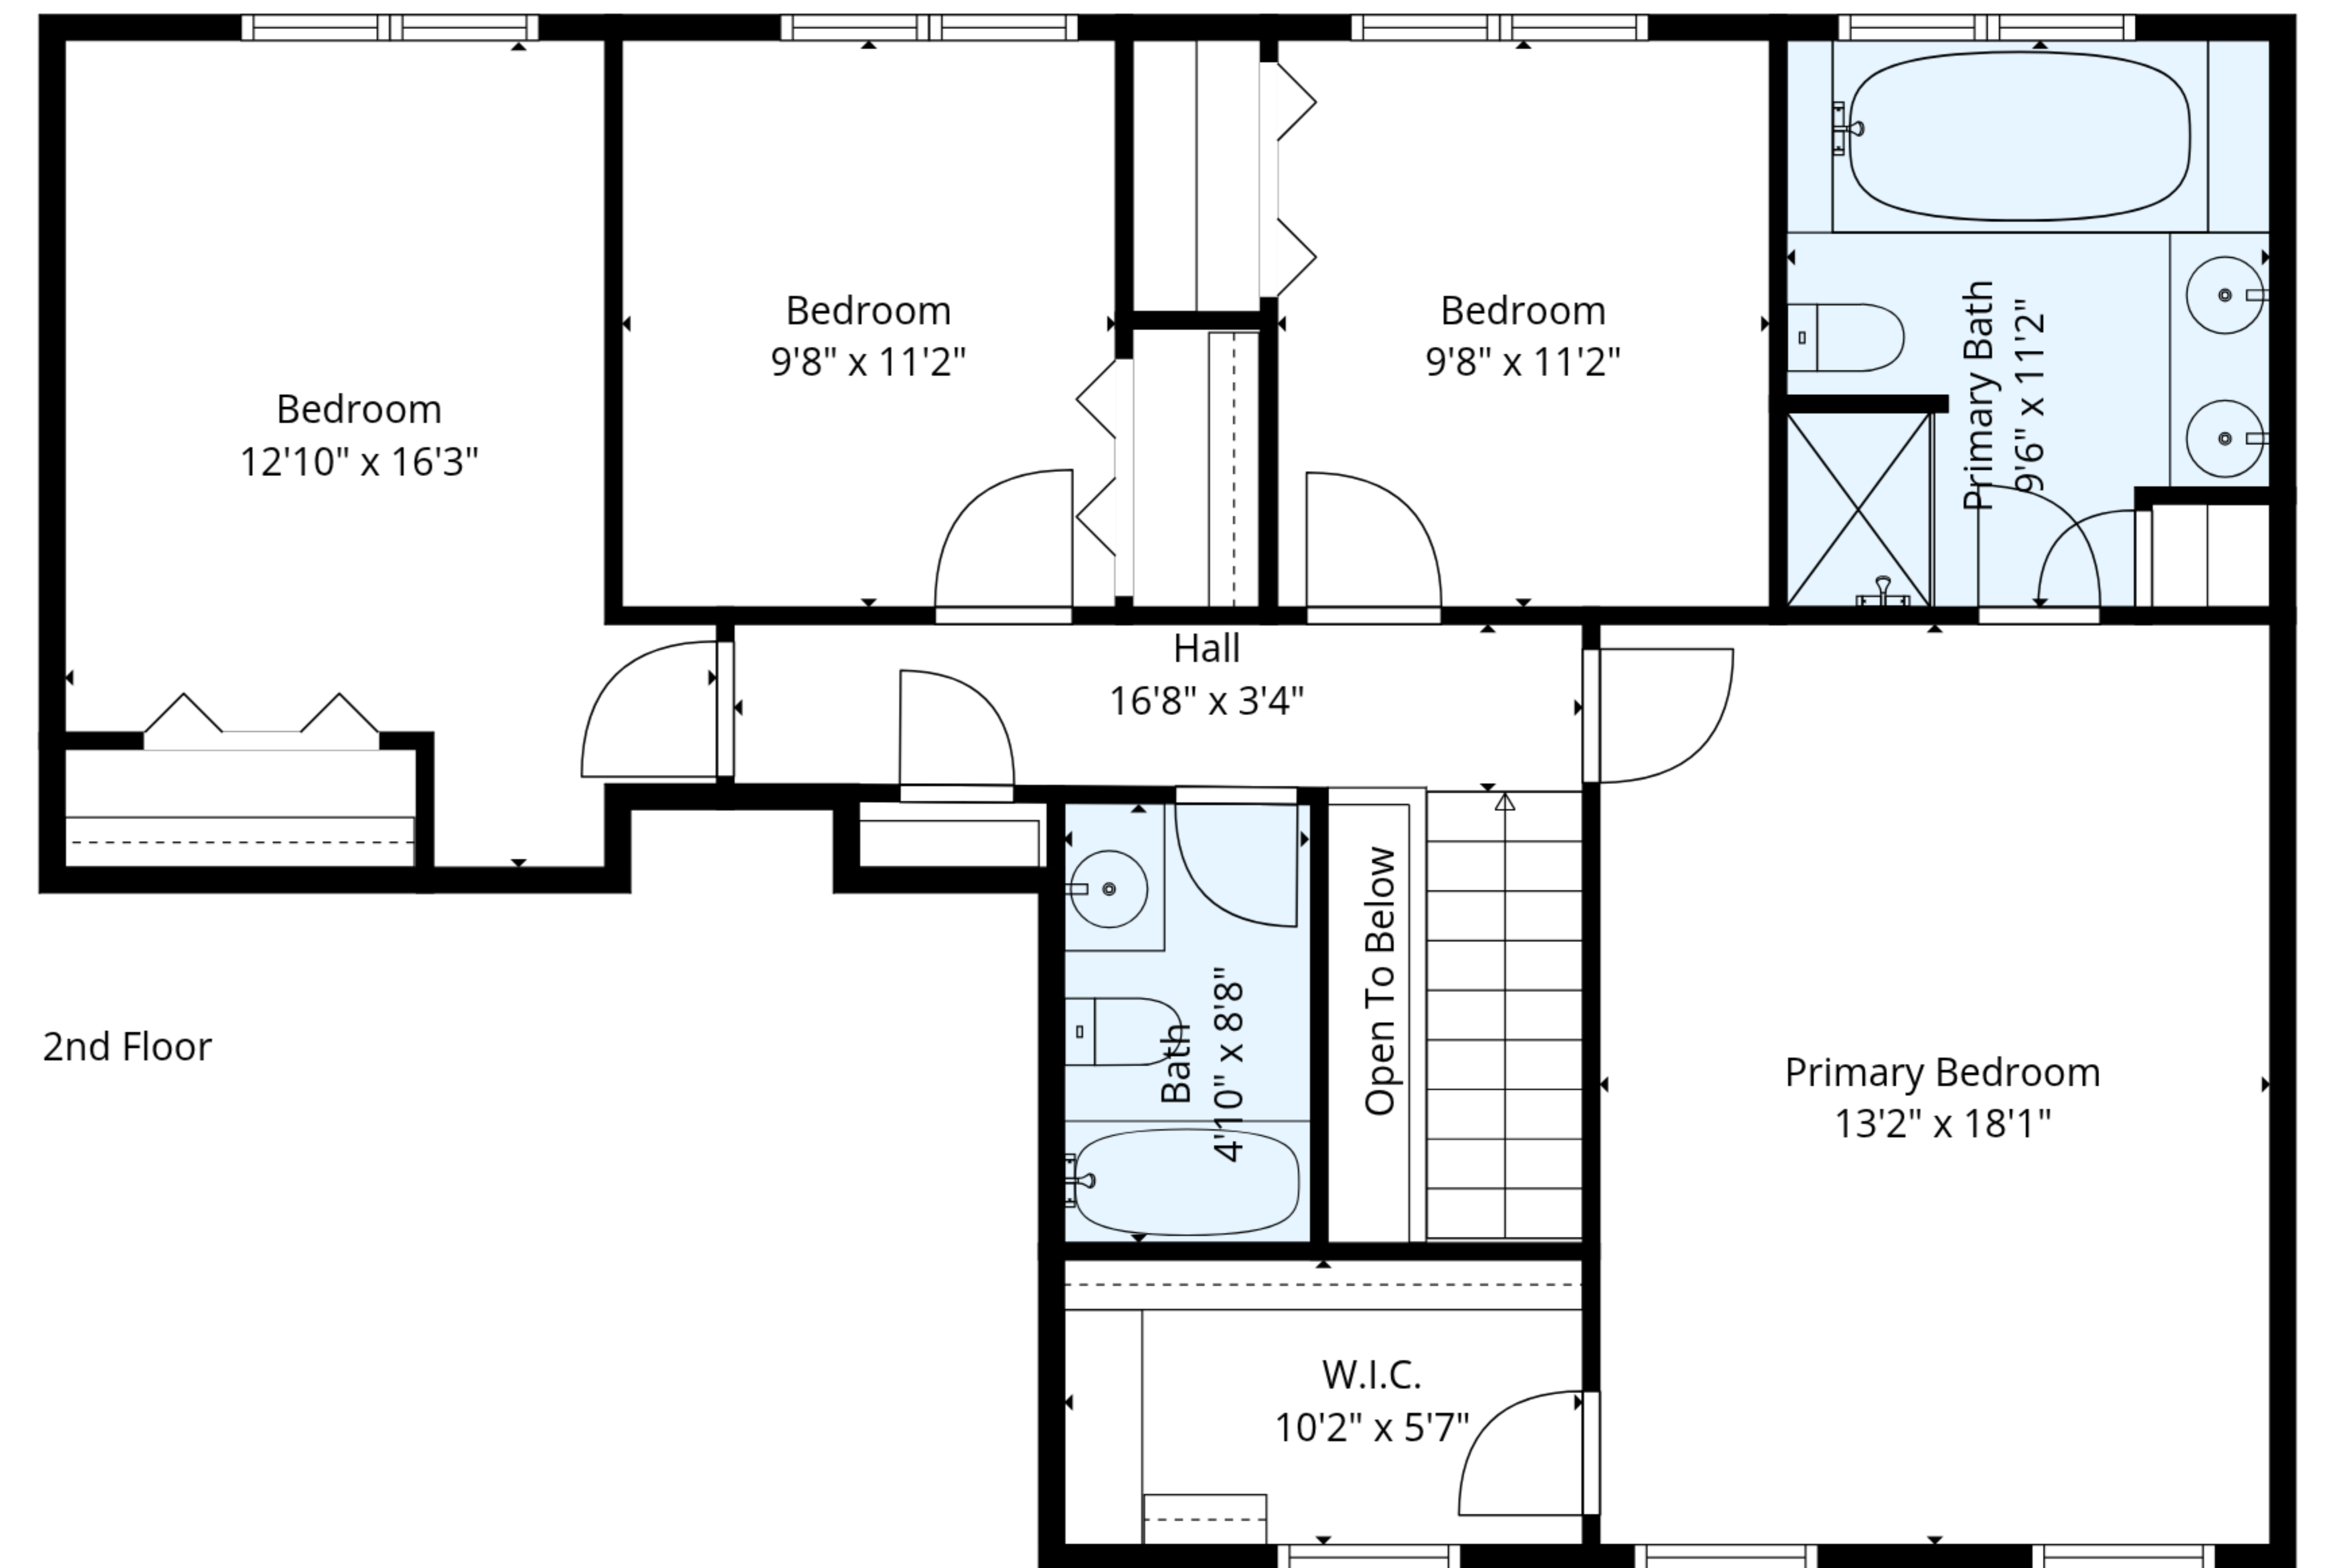 Bedroom
12'10" x 16'3"
Bedroom
9'8" x 11'2"
Bedroom
9'8" x 11'2"
Primary Bath
9'6" x 11'2"
Hall
16'8" x 3'4"
2nd Floor
Bath
4'10" x 8'8"
Open To Below
Primary Bedroom
13'2" x 18'1"
W.I.C.
10'2" x 5'7"